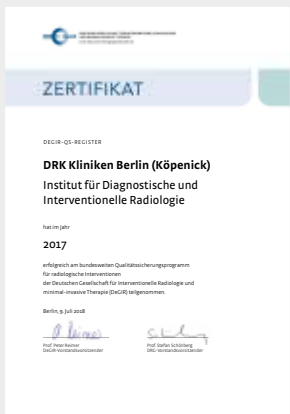 ZERTIFIKAT
DEGIR-QS-REGISTER
DRK Kliniken Berlin (Köpenick)
Institut für Diagnostische und
Interventionelle Radiologie
hat im Jahr
2017
erfolgreich am bundesweiten Qualitätssicherungsprogramm
für radiologische Interventionen
der Deutschen Gesellschaft für Interventionelle Radiologie und
minimal-invasive Therapie (DeGIR) teilgenommen.
Berlin, 9. Juli 2018
Prof. Peter Reimer
DeGIR-Vorstandsvorsitzender
Prof. Stefan Schönberg
DRG-Vorstandsvorsitzender